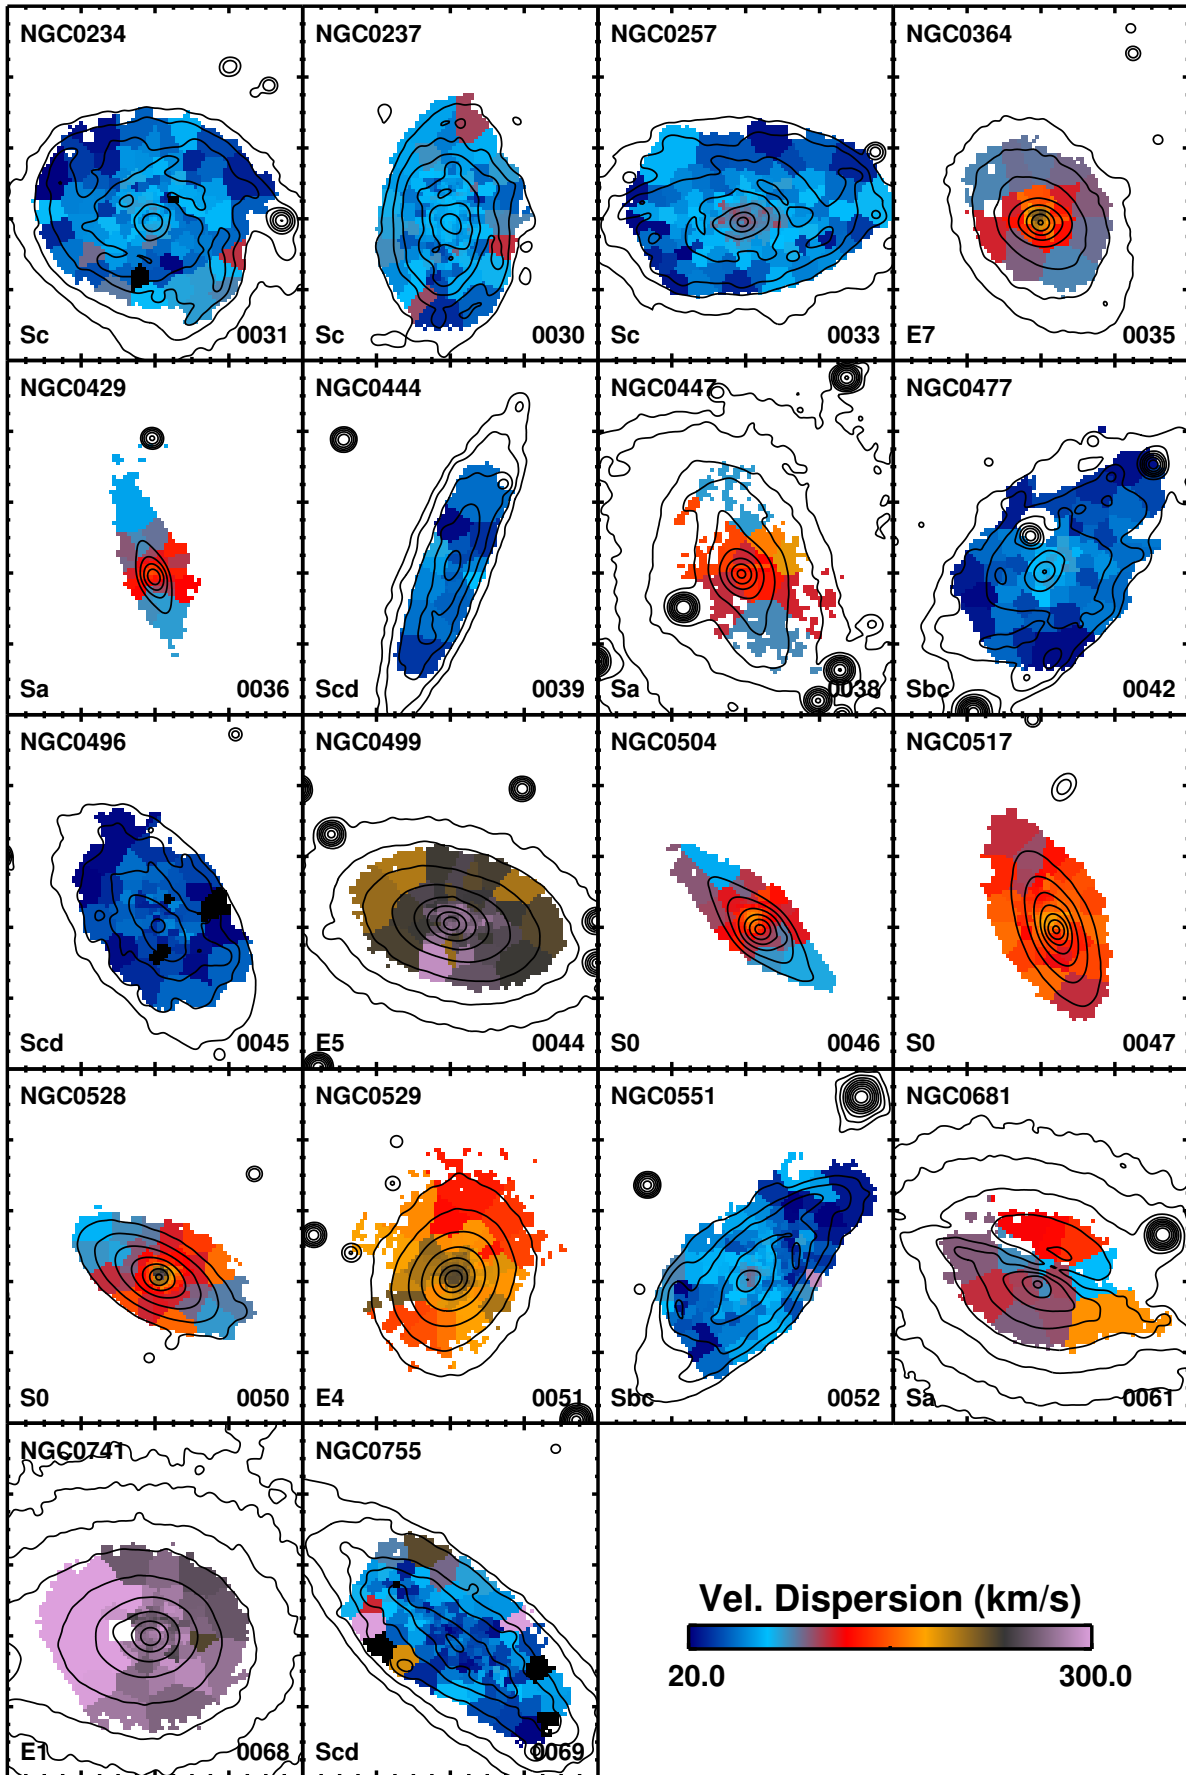 NGC0234
NGC0237
NGC0257
NGC0364
Sc
0031
Sc
0030
Sc
0033
E7
0035
NGC0429
NGC0444
NGC0447
NGC0477
Sa
0036
Scd
0039
Sa
0038
Sbc
0042
NGC0496
NGC0499
NGC0504
NGC0517
Scd
0045
E5
0044
S0
0046
S0
0047
NGC0528
NGC0529
NGC0551
NGC0681
S0
0050
E4
0051
Sbc
0052
Sa
0061
NGC0741
NGC0755
E1
0068
Scd
0069
Vel. Dispersion (km/s)
20.0
300.0